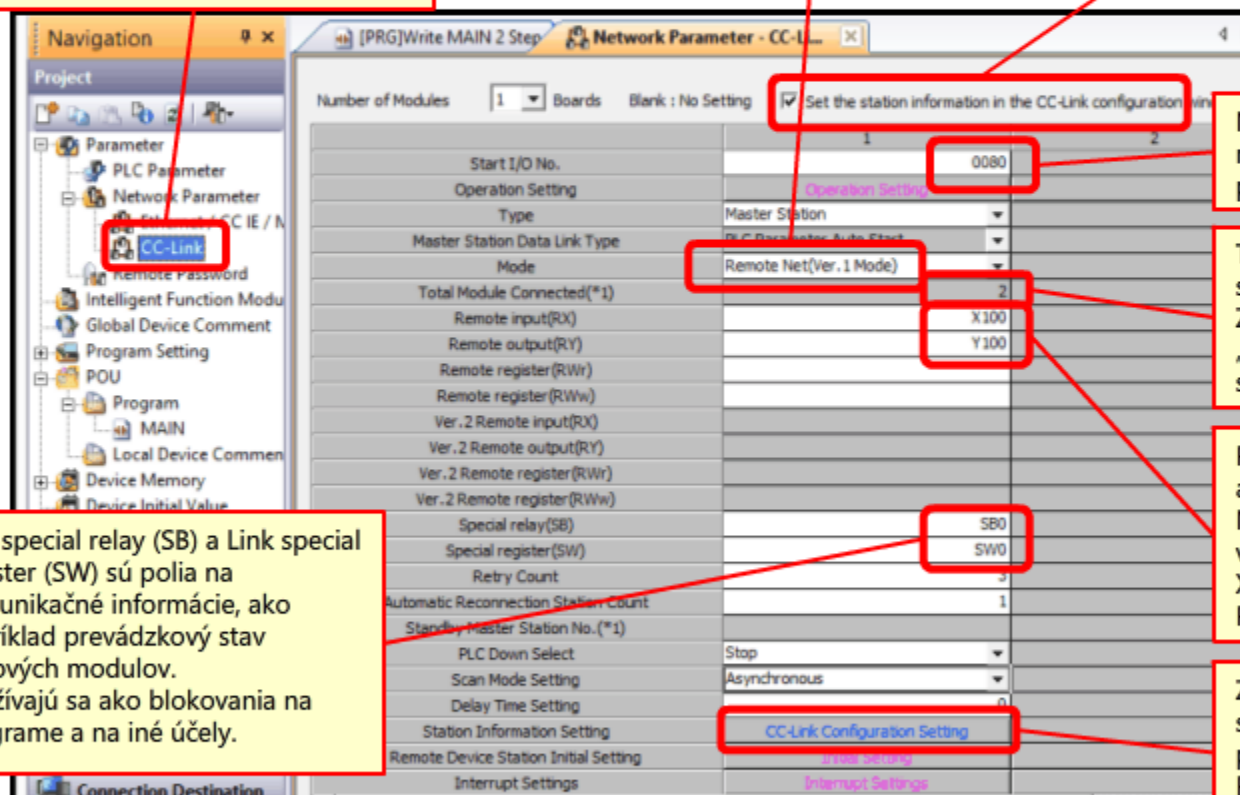 Navigation
[PRG]Write MAIN 2 Step
Network Parameter - CC-L...
Project
Number of Modules 1 Boards Blank : No Setting Set the station information in the CC-Link configuration
Parameter
PLC Parameter
Network Parameter
CC IE /
CC-Link
Remote Password
Intelligent Function Modu
Global Device Comment
Program Setting
POU
Program
MAIN
Local Device Commen
Device Memory
Device Initial Value
1 2
Start I/O No. 0080
Operation Setting Operation Setting
Type Master Station
Master Station Data Link Type PLC Parameter Auto Start
Mode Remote Net(Ver.1 Mode)
Total Module Connected(*1) 2
Remote input(RX) X100
Remote output(RY) Y100
Remote register(RWr)
Remote register(RWw)
Ver.2 Remote input(RX)
Ver.2 Remote output(RY)
Ver.2 Remote register(RWr)
Ver.2 Remote register(RWw)
Special relay(SB) SB0
Special register(SW) SW0
Retry Count 3
Automatic Reconnection Station Count 1
Standby Master Station No.(*1)
PLC Down Select Stop
Scan Mode Setting Asynchronous
Delay Time Setting 0
Station Information Setting CC-Link Configuration Setting
Remote Device Station Initial Setting Initial Setting
Interrupt Settings Interrupt Settings
special relay (SB) a Link special
ster (SW) sú polia na
unikačné informácie, ako
íklad prevádzkový stav
ových modulov.
žívajú sa ako blokovania na
grame a na iné účely.
Connection Destination